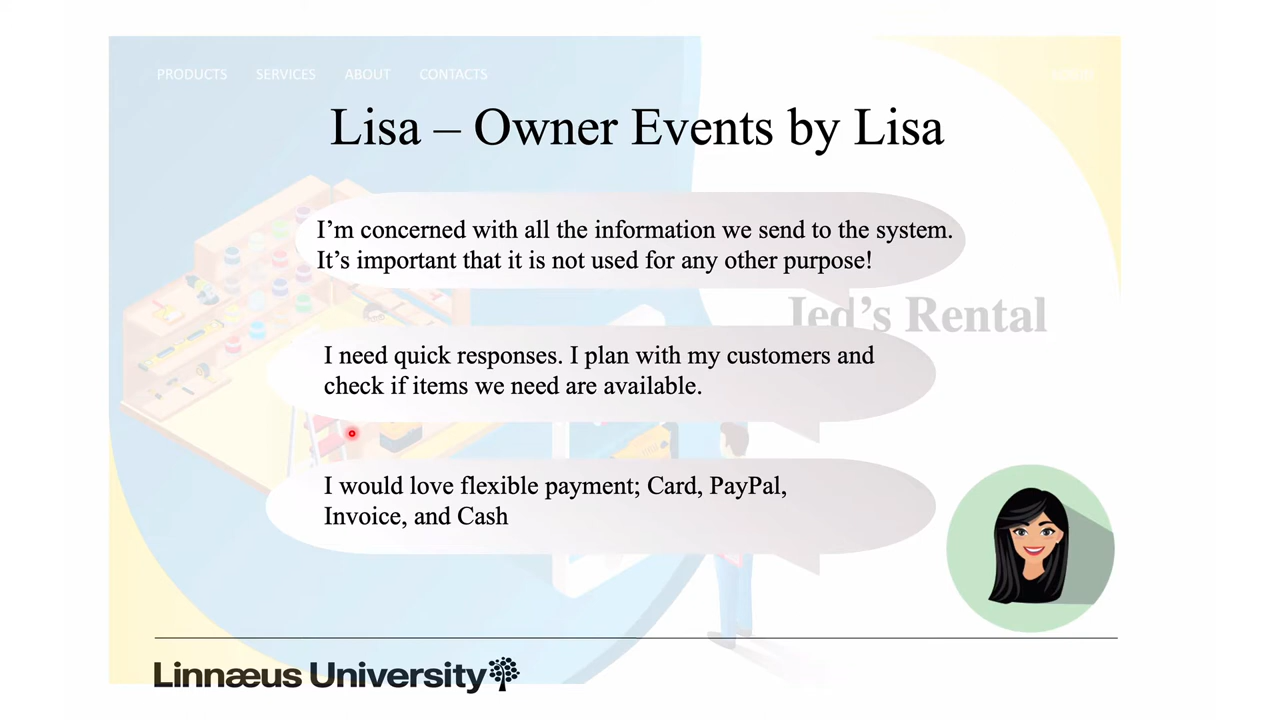 PRODUCTS SERVICES ABOUT CONTACTS
Lisa – Owner Events by Lisa
I’m concerned with all the information we send to the system.
It’s important that it is not used for any other purpose!
Jed’s Rental
I need quick responses. I plan with my customers and
check if items we need are available.
I would love flexible payment; Card, PayPal,
Invoice, and Cash
Linnæus University